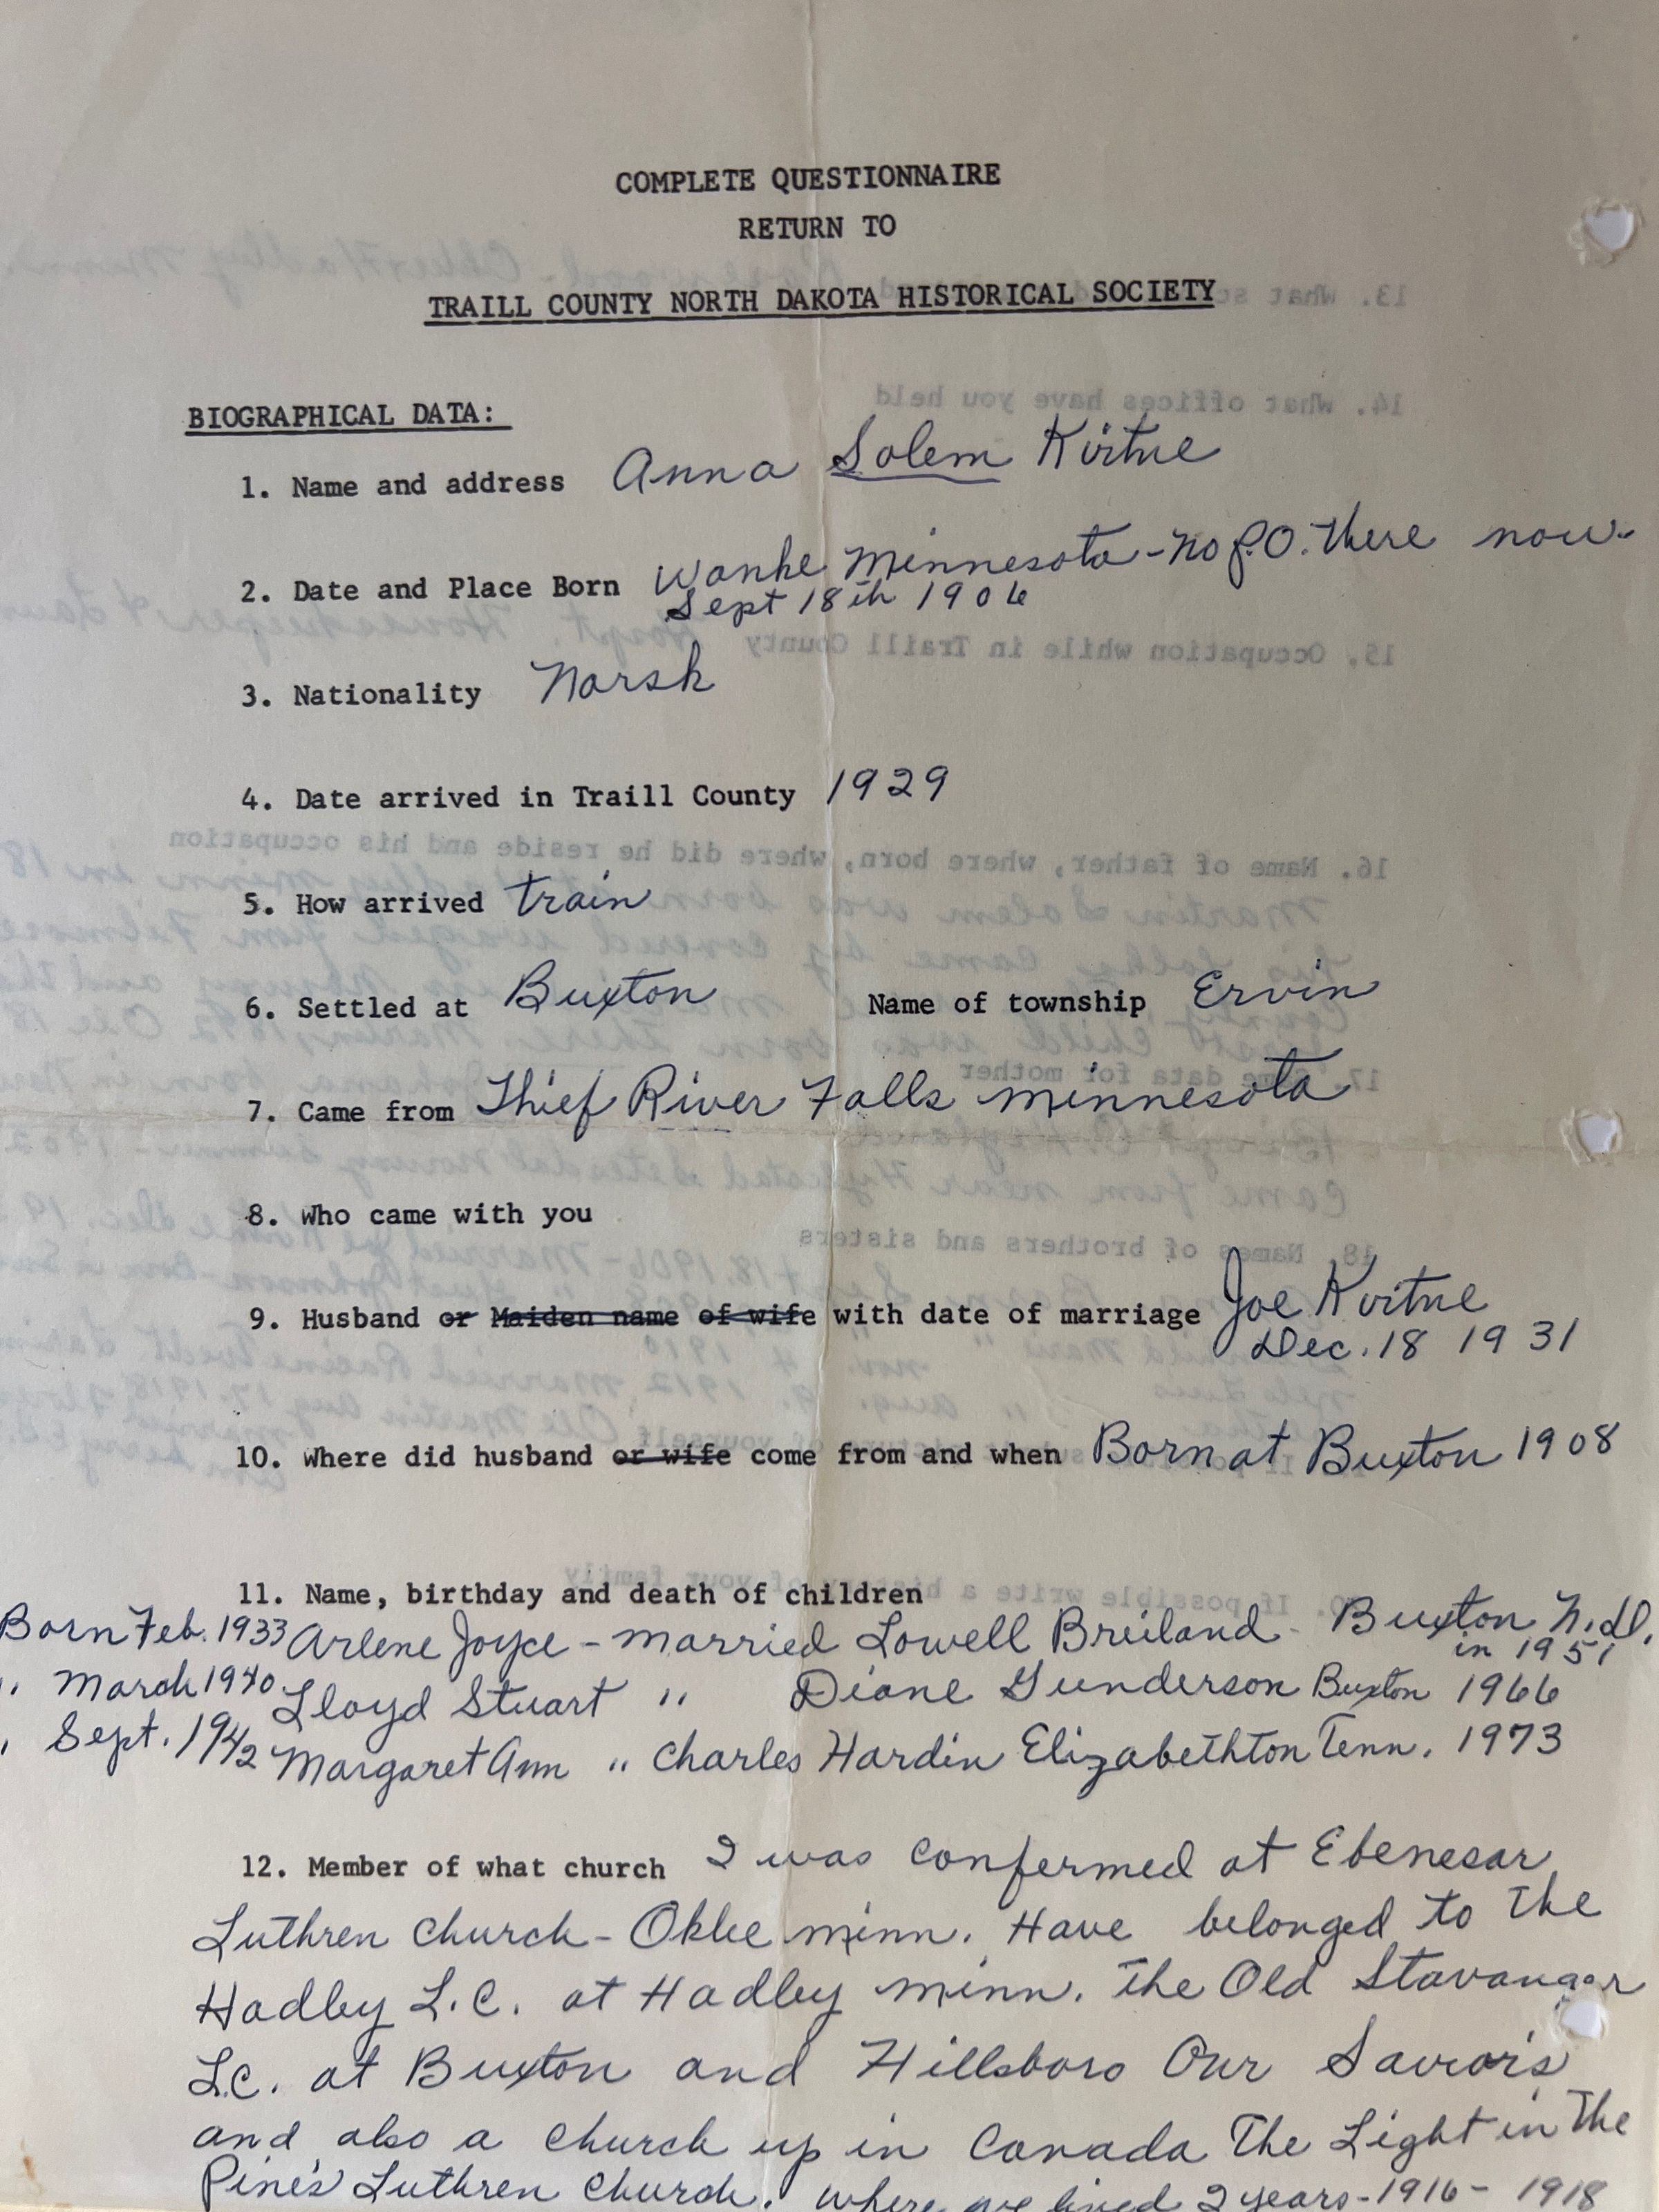 COMPLETE QUESTIONNAIRE
RETURN TO
TRAILL COUNTY NORTH DAKOTA HISTORICAL SOCIETY
BIOGRAPHICAL DATA:
1. Name and address Anna Solem Kvitne
2. Date and Place Born Wanke Minnesota - No P.O. there now-
Sept 18th 1906
3. Nationality Norsk
4. Date arrived in Traill County 1929
5. How arrived train
6. Settled at Buxton Name of township Ervin
7. Came from Thief River Falls Minnesota
8. Who came with you
9. Husband or Maiden name of wife with date of marriage Joe Kvitne
Dec. 18 1931
10. Where did husband or wife come from and when Born at Buxton 1908
11. Name, birthday and death of children
Born Feb. 1933 Arlene Joyce - married Lowell Breiland - Buxton N.D.
in 1951
" March 1940 Lloyd Stuart " Diane Gunderson Buxton 1966
" Sept. 1942 Margaret Ann " Charles Hardin Elizabethton Tenn. 1973
12. Member of what church I was confermed at Ebenesar
Luthren Church - Oklee Minn. Have belonged to the
Hadley L.C. at Hadley Minn. The Old Stavanger
L.C. at Buxton and Hillsboro Our Savior's
and also a church up in Canada The Light in The
Pine's Luthren Church. where we lived 2 years - 1916 - 1918